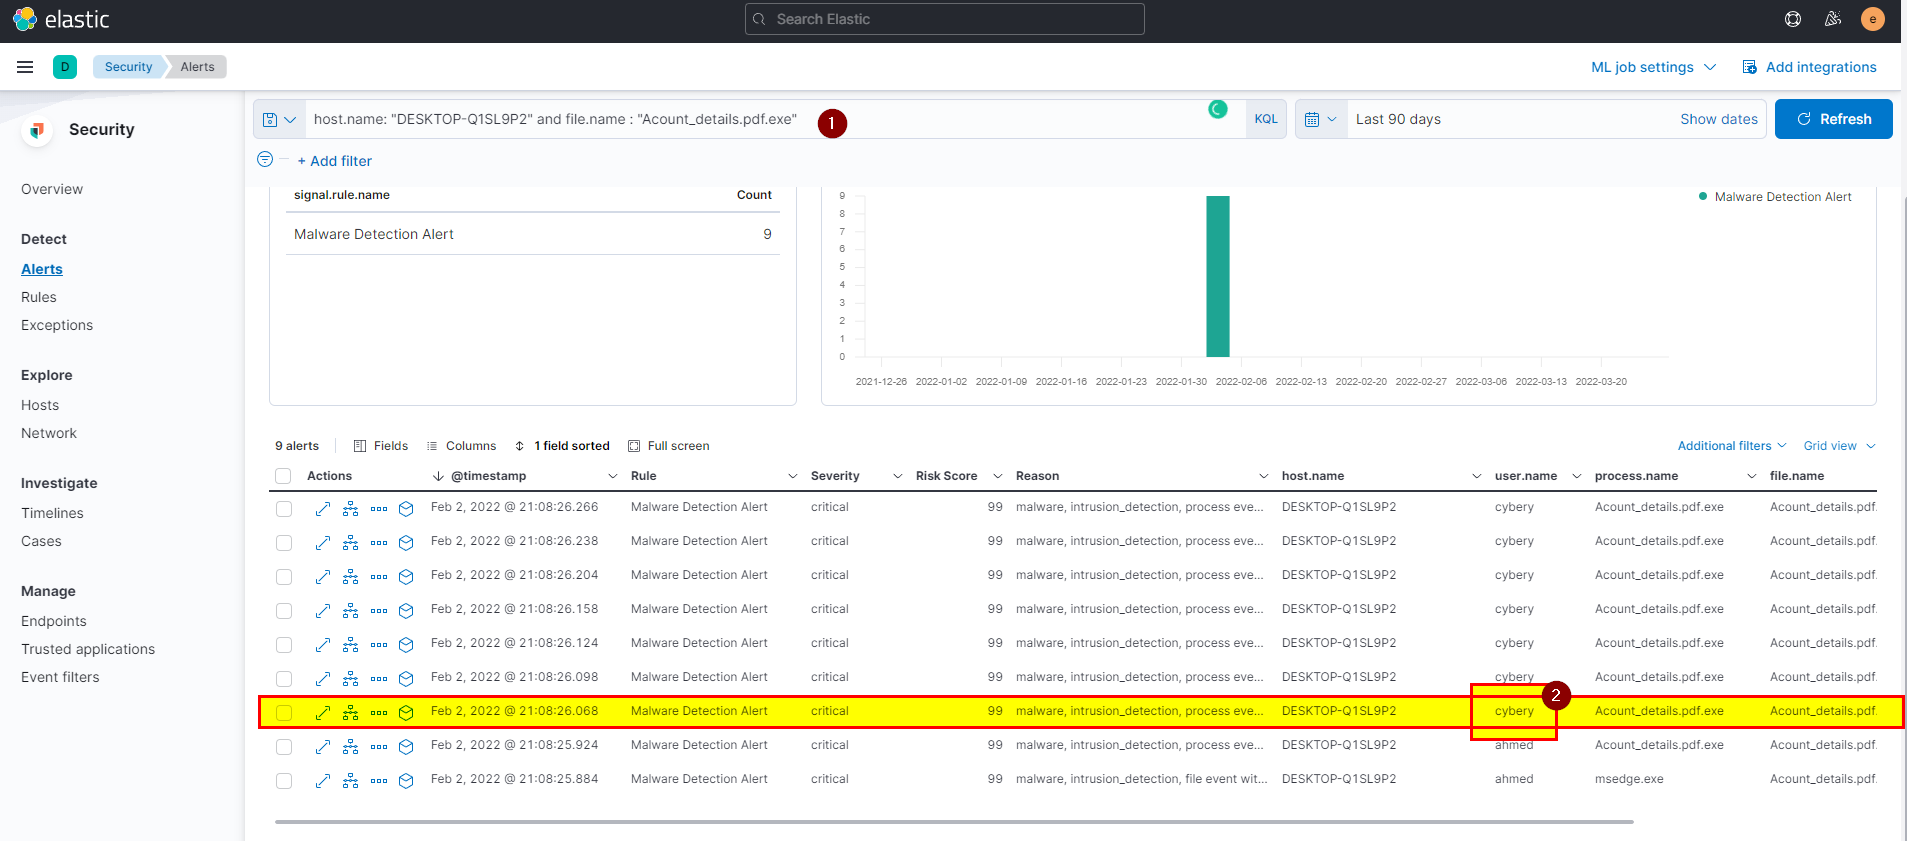 elastic
Search Elastic
e
D
Security
Alerts
ML job settings
Add integrations
Security
host.name: "DESKTOP-Q1SL9P2" and file.name : "Acount_details.pdf.exe"
1
KQL
Last 90 days
Show dates
Refresh
+ Add filter
Overview
Detect
Alerts
Rules
Exceptions
Explore
Hosts
Network
Investigate
Timelines
Cases
Manage
Endpoints
Trusted applications
Event filters
signal.rule.name Count
Malware Detection Alert 9
9
8
7
6
5
4
3
2
1
0
2021-12-26 2022-01-02 2022-01-09 2022-01-16 2022-01-23 2022-01-30 2022-02-06 2022-02-13 2022-02-20 2022-02-27 2022-03-06 2022-03-13 2022-03-20
Malware Detection Alert
9 alerts Fields Columns 1 field sorted Full screen Additional filters Grid view
Actions @timestamp Rule Severity Risk Score Reason host.name user.name process.name file.name
Feb 2, 2022 @ 21:08:26.266 Malware Detection Alert critical 99 malware, intrusion_detection, process eve... DESKTOP-Q1SL9P2 cybery Acount_details.pdf.exe Acount_details.pdf.
Feb 2, 2022 @ 21:08:26.238 Malware Detection Alert critical 99 malware, intrusion_detection, process eve... DESKTOP-Q1SL9P2 cybery Acount_details.pdf.exe Acount_details.pdf.
Feb 2, 2022 @ 21:08:26.204 Malware Detection Alert critical 99 malware, intrusion_detection, process eve... DESKTOP-Q1SL9P2 cybery Acount_details.pdf.exe Acount_details.pdf.
Feb 2, 2022 @ 21:08:26.158 Malware Detection Alert critical 99 malware, intrusion_detection, process eve... DESKTOP-Q1SL9P2 cybery Acount_details.pdf.exe Acount_details.pdf.
Feb 2, 2022 @ 21:08:26.124 Malware Detection Alert critical 99 malware, intrusion_detection, process eve... DESKTOP-Q1SL9P2 cybery Acount_details.pdf.exe Acount_details.pdf.
Feb 2, 2022 @ 21:08:26.098 Malware Detection Alert critical 99 malware, intrusion_detection, process eve... DESKTOP-Q1SL9P2 cybery Acount_details.pdf.exe Acount_details.pdf.
2
Feb 2, 2022 @ 21:08:26.068 Malware Detection Alert critical 99 malware, intrusion_detection, process eve... DESKTOP-Q1SL9P2 cybery Acount_details.pdf.exe Acount_details.pdf.
Feb 2, 2022 @ 21:08:25.924 Malware Detection Alert critical 99 malware, intrusion_detection, process eve... DESKTOP-Q1SL9P2 ahmed Acount_details.pdf.exe Acount_details.pdf.
Feb 2, 2022 @ 21:08:25.884 Malware Detection Alert critical 99 malware, intrusion_detection, file event wit... DESKTOP-Q1SL9P2 ahmed msedge.exe Acount_details.pdf.